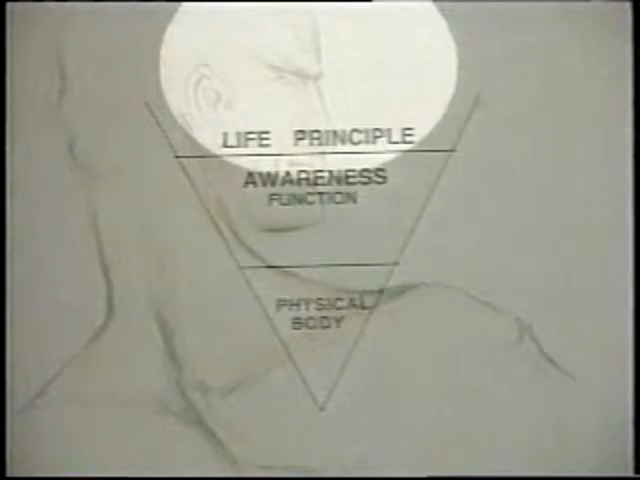 LIFE PRINCIPLE
AWARENESS
FUNCTION
PHYSICAL
BODY